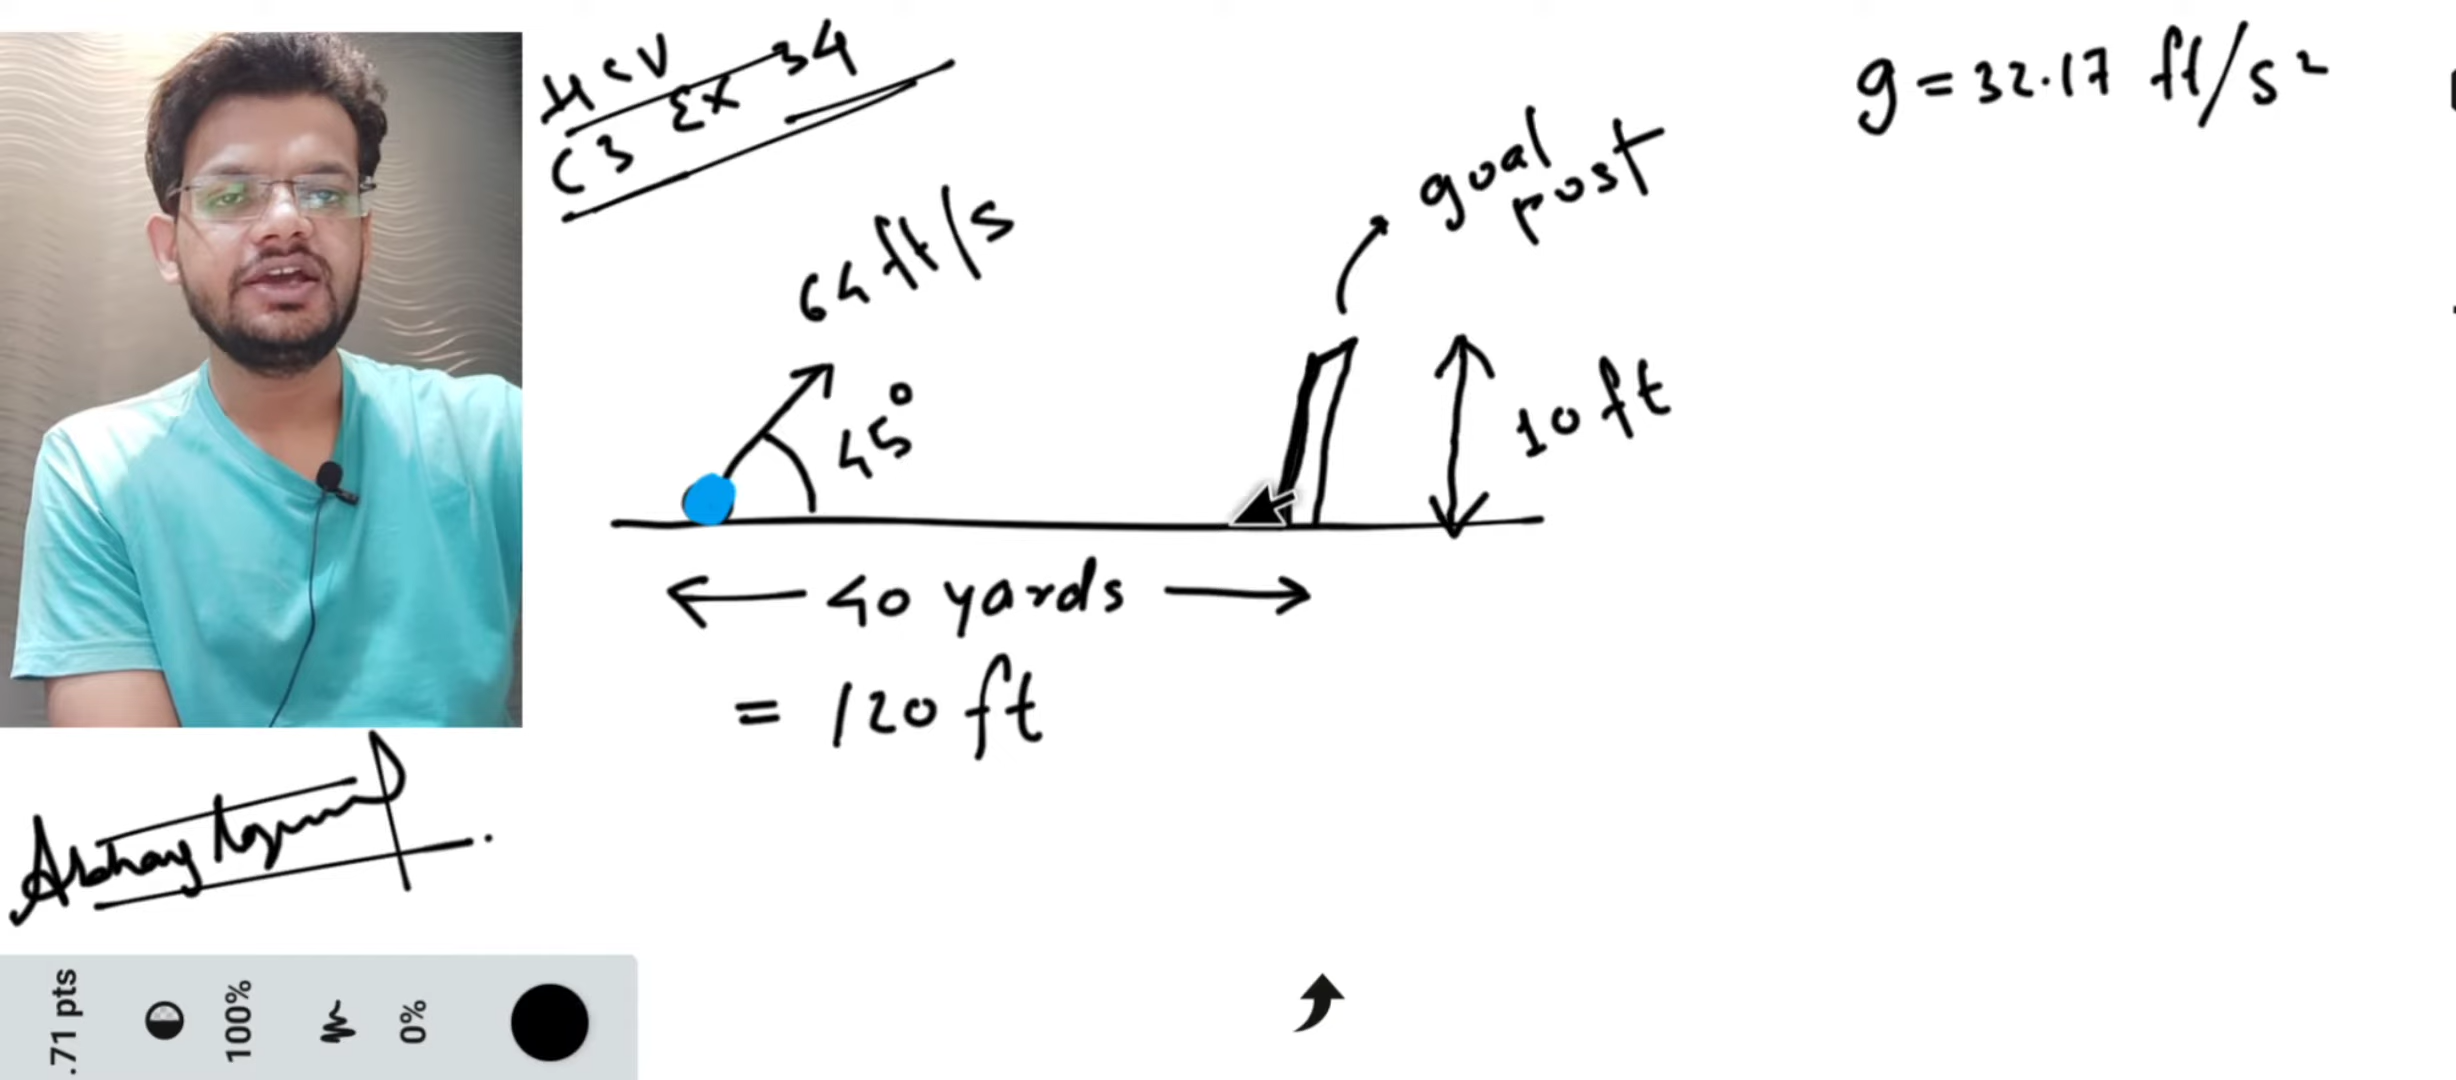 HCV
C3 Ex 34
g = 32.17 ft/s²
64 ft/s
goal
post
45°
10 ft
40 yards
= 120 ft
.71 pts
100%
0%